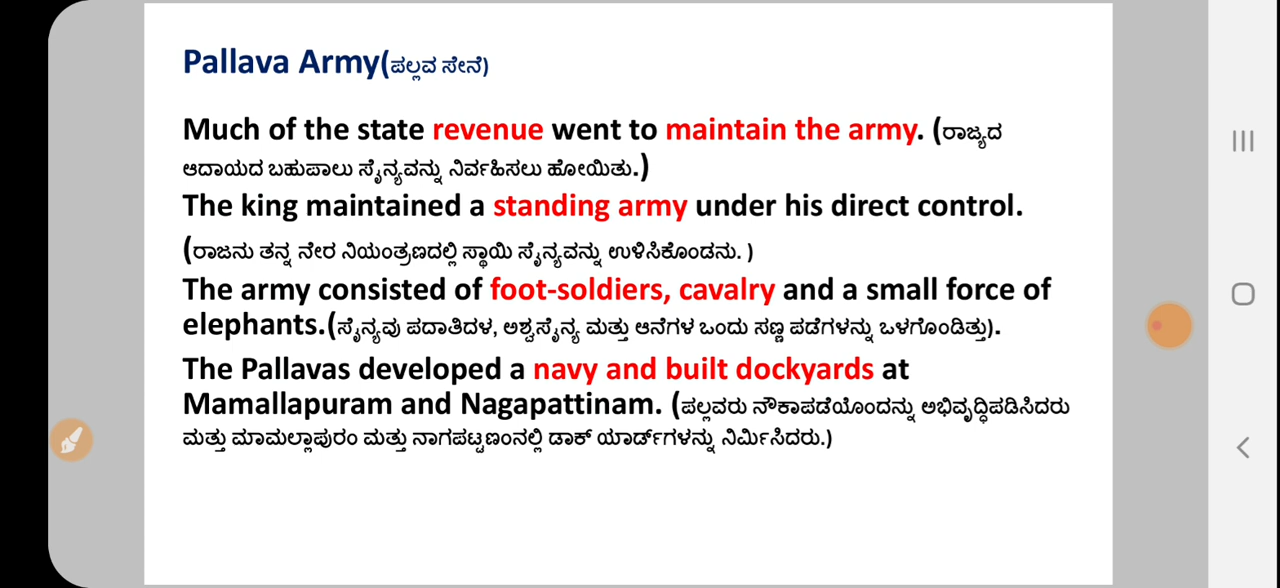 Pallava Army(ಪಲ್ಲವ ಸೇನೆ)
Much of the state revenue went to maintain the army. (ರಾಜ್ಯದ
ಆದಾಯದ ಬಹುಪಾಲು ಸೈನ್ಯವನ್ನು ನಿರ್ವಹಿಸಲು ಹೋಯಿತು.)
The king maintained a standing army under his direct control.
(ರಾಜನು ತನ್ನ ನೇರ ನಿಯಂತ್ರಣದಲ್ಲಿ ಸ್ಥಾಯಿ ಸೈನ್ಯವನ್ನು ಉಳಿಸಿಕೊಂಡನು. )
The army consisted of foot-soldiers, cavalry and a small force of
elephants.(ಸೈನ್ಯವು ಪದಾತಿದಳ, ಅಶ್ವಸೈನ್ಯ ಮತ್ತು ಆನೆಗಳ ಒಂದು ಸಣ್ಣ ಪಡೆಗಳನ್ನು ಒಳಗೊಂಡಿತ್ತು).
The Pallavas developed a navy and built dockyards at
Mamallapuram and Nagapattinam. (ಪಲ್ಲವರು ನೌಕಾಪಡೆಯೊಂದನ್ನು ಅಭಿವೃದ್ಧಿಪಡಿಸಿದರು
ಮತ್ತು ಮಾಮಲ್ಲಾಪುರಂ ಮತ್ತು ನಾಗಪಟ್ಟಣಂನಲ್ಲಿ ಡಾಕ್ ಯಾರ್ಡ್‌ಗಳನ್ನು ನಿರ್ಮಿಸಿದರು.)